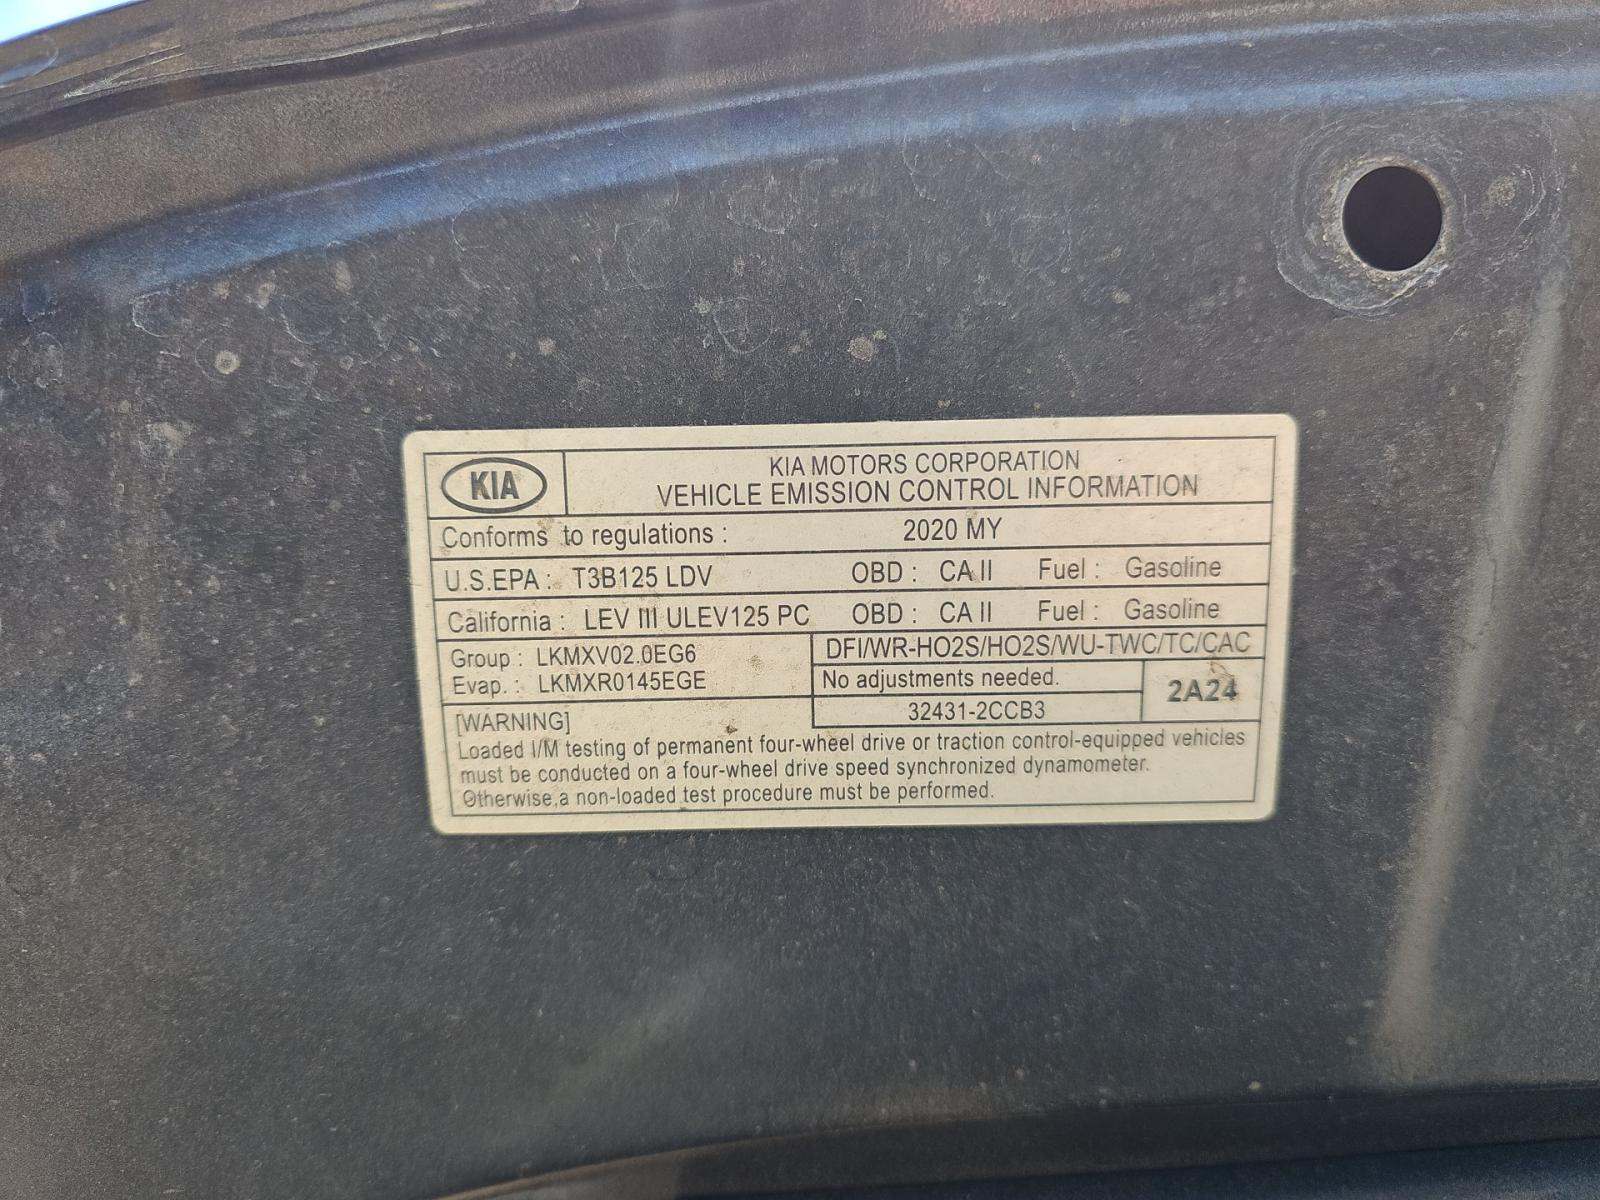 KIA
KIA MOTORS CORPORATION
VEHICLE EMISSION CONTROL INFORMATION
Conforms to regulations : 2020 MY
U.S.EPA : T3B125 LDV OBD : CA II Fuel : Gasoline
California : LEV III ULEV125 PC OBD : CA II Fuel : Gasoline
Group : LKMXV02.0EG6
Evap. : LKMXR0145EGE
DFI/WR-HO2S/HO2S/WU-TWC/TC/CAC
No adjustments needed.
32431-2CCB3
2A24
[WARNING]
Loaded I/M testing of permanent four-wheel drive or traction control-equipped vehicles
must be conducted on a four-wheel drive speed synchronized dynamometer.
Otherwise,a non-loaded test procedure must be performed.